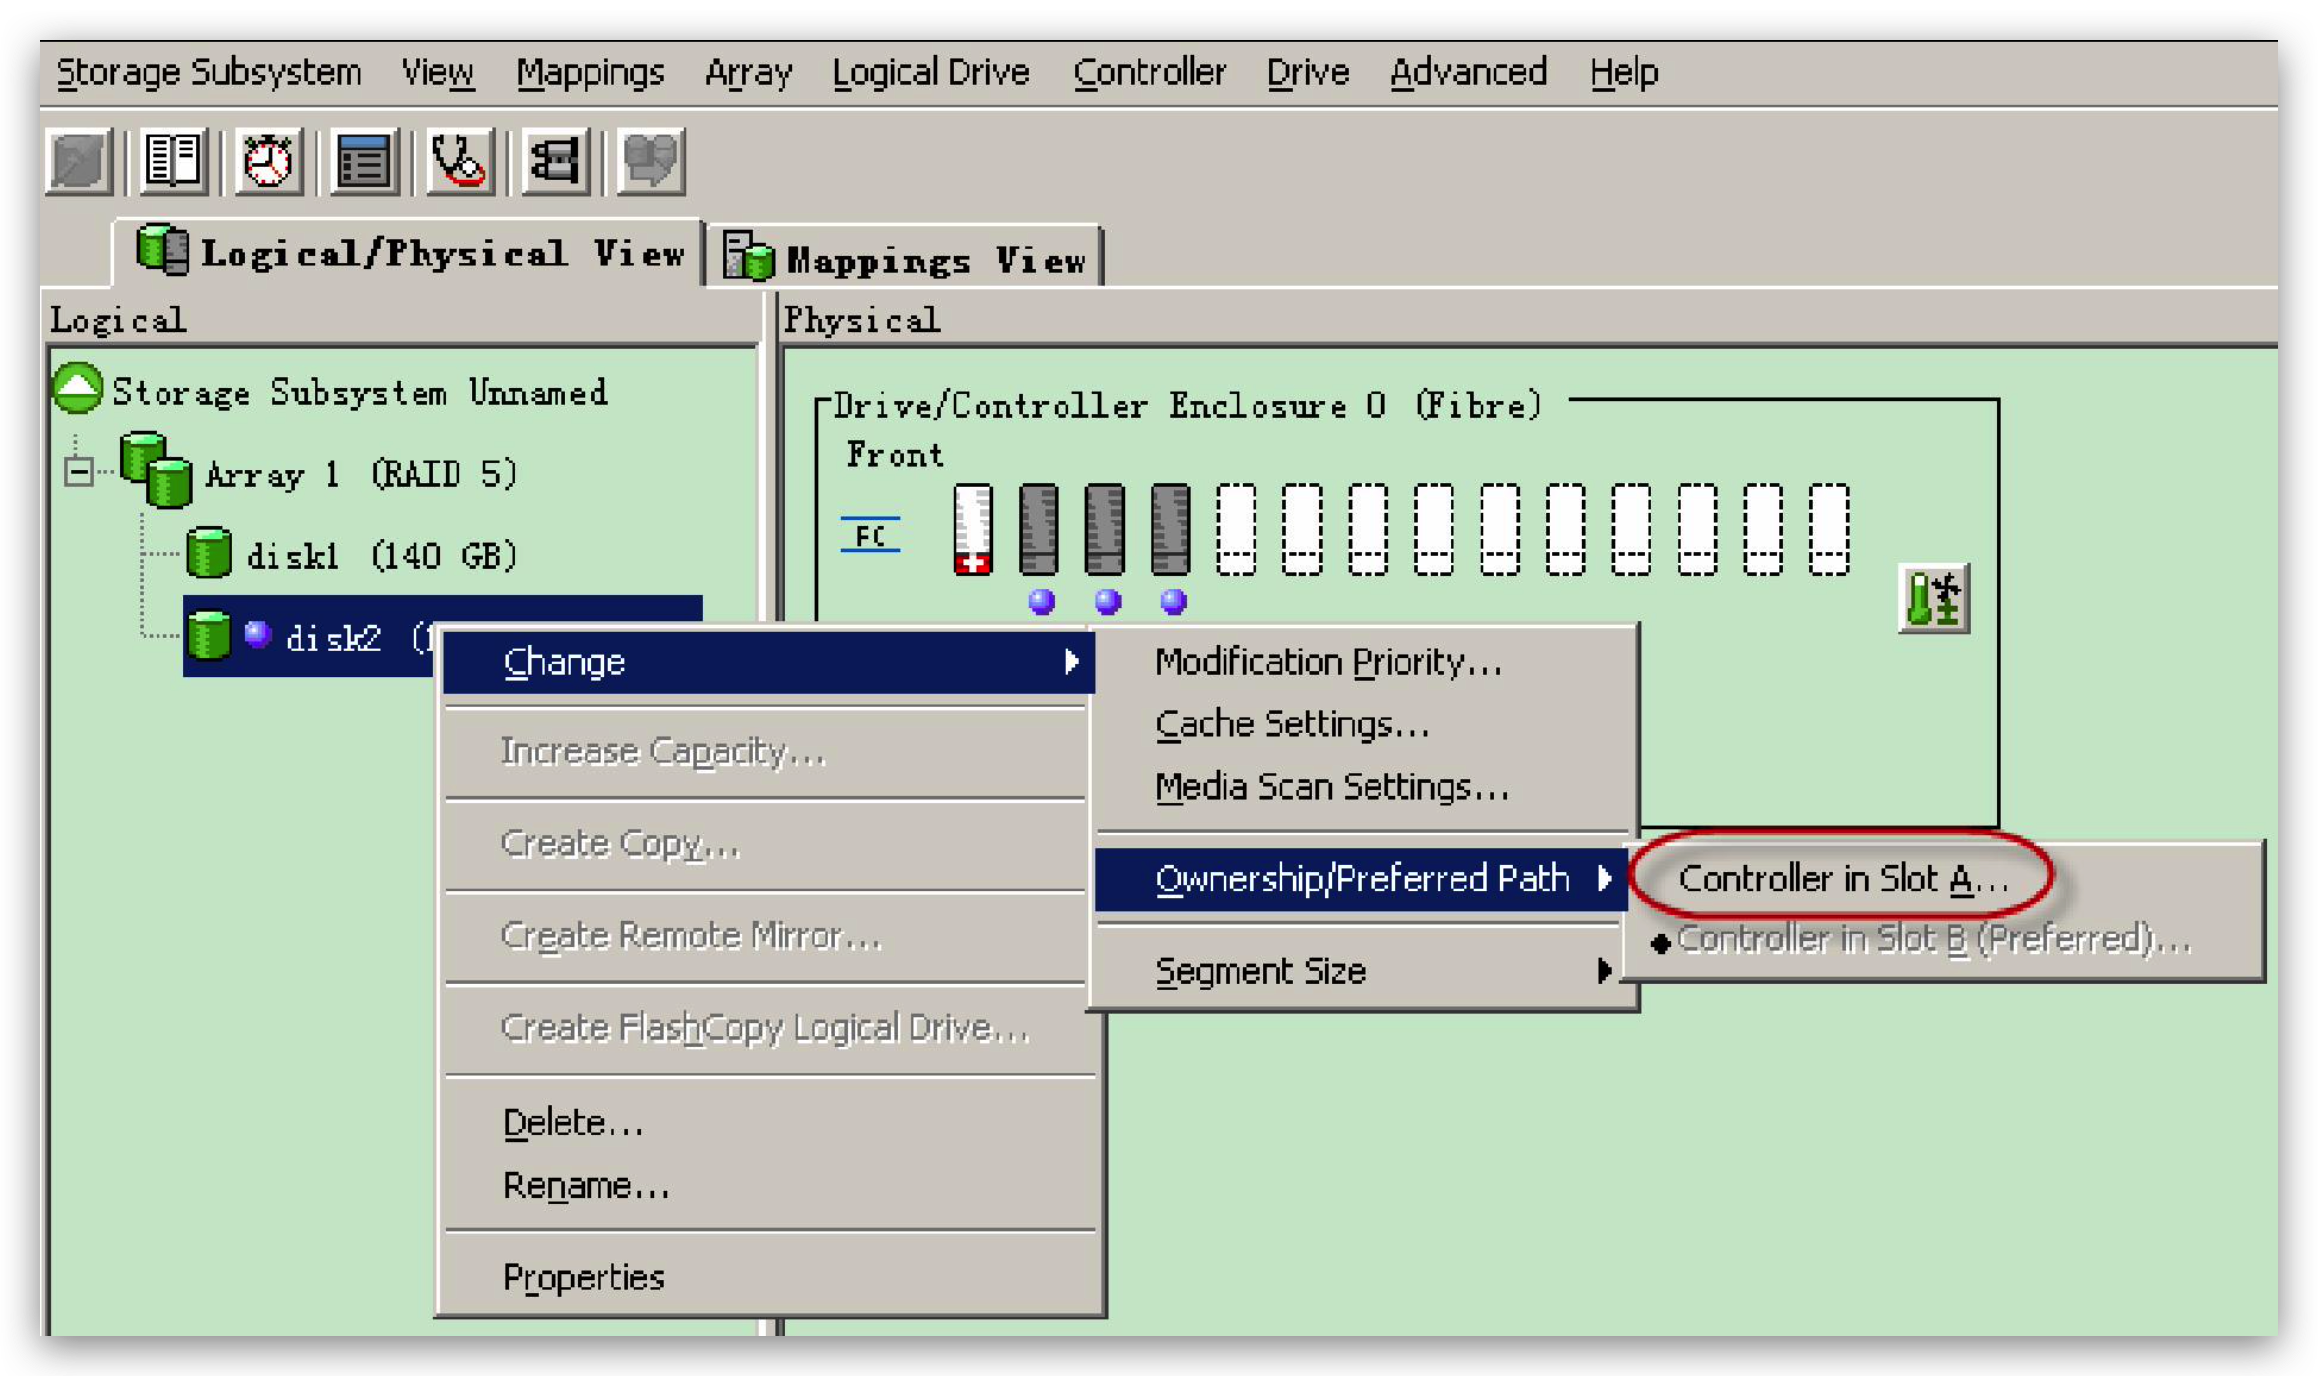 Storage Subsystem View Mappings Array Logical Drive Controller Drive Advanced Help
Logical/Physical View Mappings View
Logical
Physical
Storage Subsystem Unnamed
Array 1 (RAID 5)
disk1 (140 GB)
disk2 (1
Drive/Controller Enclosure 0 (Fibre)
Front
FC
Change
Increase Capacity...
Create Copy...
Create Remote Mirror...
Create FlashCopy Logical Drive...
Delete...
Rename...
Properties
Modification Priority...
Cache Settings...
Media Scan Settings...
Ownership/Preferred Path
Segment Size
Controller in Slot A...
Controller in Slot B (Preferred)...